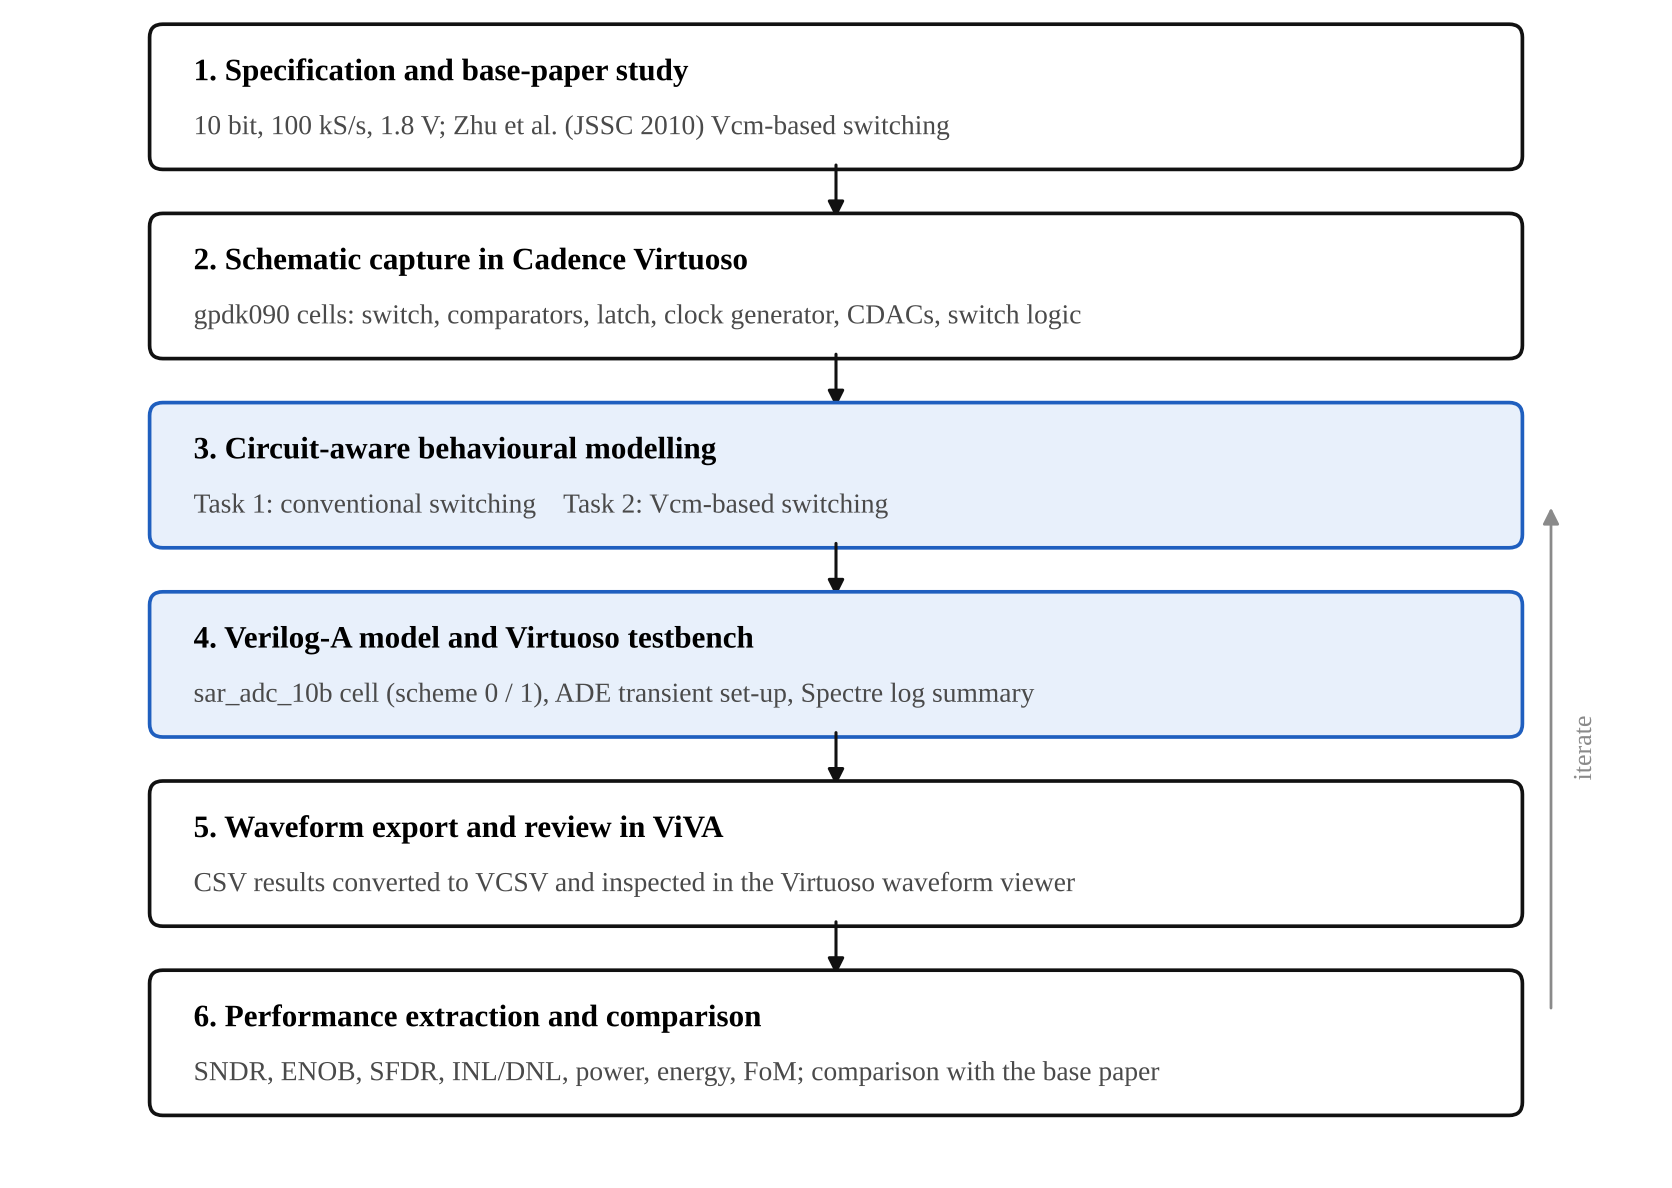 1. Specification and base-paper study
10 bit, 100 kS/s, 1.8 V; Zhu et al. (JSSC 2010) Vcm-based switching
2. Schematic capture in Cadence Virtuoso
gpdk090 cells: switch, comparators, latch, clock generator, CDACs, switch logic
3. Circuit-aware behavioural modelling
Task 1: conventional switching    Task 2: Vcm-based switching
4. Verilog-A model and Virtuoso testbench
sar_adc_10b cell (scheme 0 / 1), ADE transient set-up, Spectre log summary
5. Waveform export and review in ViVA
CSV results converted to VCSV and inspected in the Virtuoso waveform viewer
6. Performance extraction and comparison
SNDR, ENOB, SFDR, INL/DNL, power, energy, FoM; comparison with the base paper
iterate